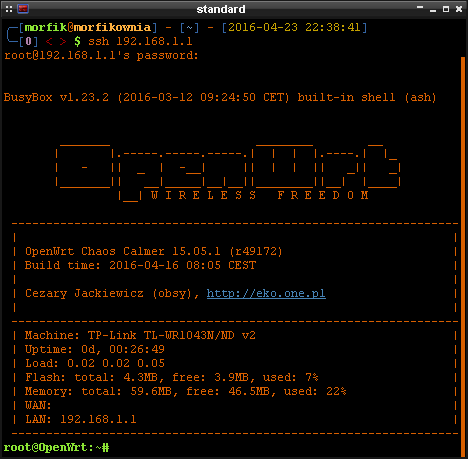 standard
[morfik@morfikownia] - [~] - [2016-04-23 22:38:41]
[0] < > $ ssh 192.168.1.1
root@192.168.1.1's password:
BusyBox v1.23.2 (2016-03-12 09:24:50 CET) built-in shell (ash)
OpenWrt
W I R E L E S S   F R E E D O M
OpenWrt Chaos Calmer 15.05.1 (r49172)
Build time: 2016-04-16 08:05 CEST
Cezary Jackiewicz (obsy), http://eko.one.pl
Machine: TP-Link TL-WR1043N/ND v2
Uptime: 0d, 00:26:49
Load: 0.02 0.02 0.05
Flash: total: 4.3MB, free: 3.9MB, used: 7%
Memory: total: 59.6MB, free: 46.5MB, used: 22%
WAN:
LAN: 192.168.1.1
root@OpenWrt:~#